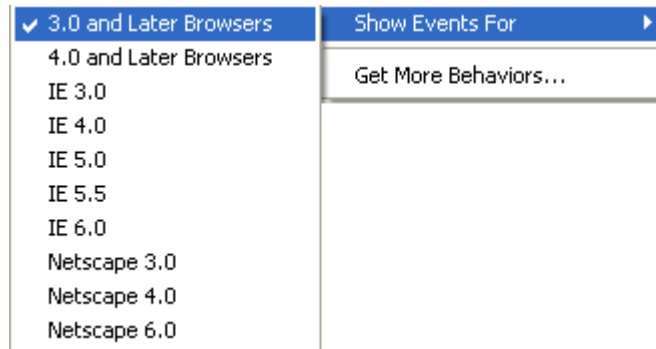 3.0 and Later Browsers
4.0 and Later Browsers
IE 3.0
IE 4.0
IE 5.0
IE 5.5
IE 6.0
Netscape 3.0
Netscape 4.0
Netscape 6.0
Show Events For
Get More Behaviors...